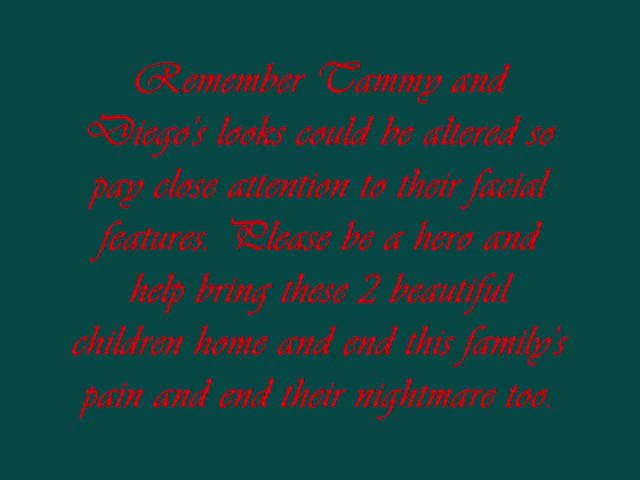 Remember Tammy and
Diego's looks could be altered so
pay close attention to their facial
features. Please be a hero and
help bring these 2 beautiful
children home and end this family's
pain and end their nightmare too.